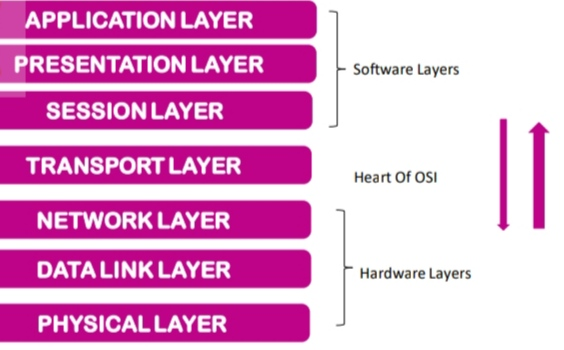 APPLICATION LAYER
PRESENTATION LAYER
Software Layers
SESSION LAYER
TRANSPORT LAYER
Heart Of OSI
NETWORK LAYER
DATA LINK LAYER
Hardware Layers
PHYSICAL LAYER